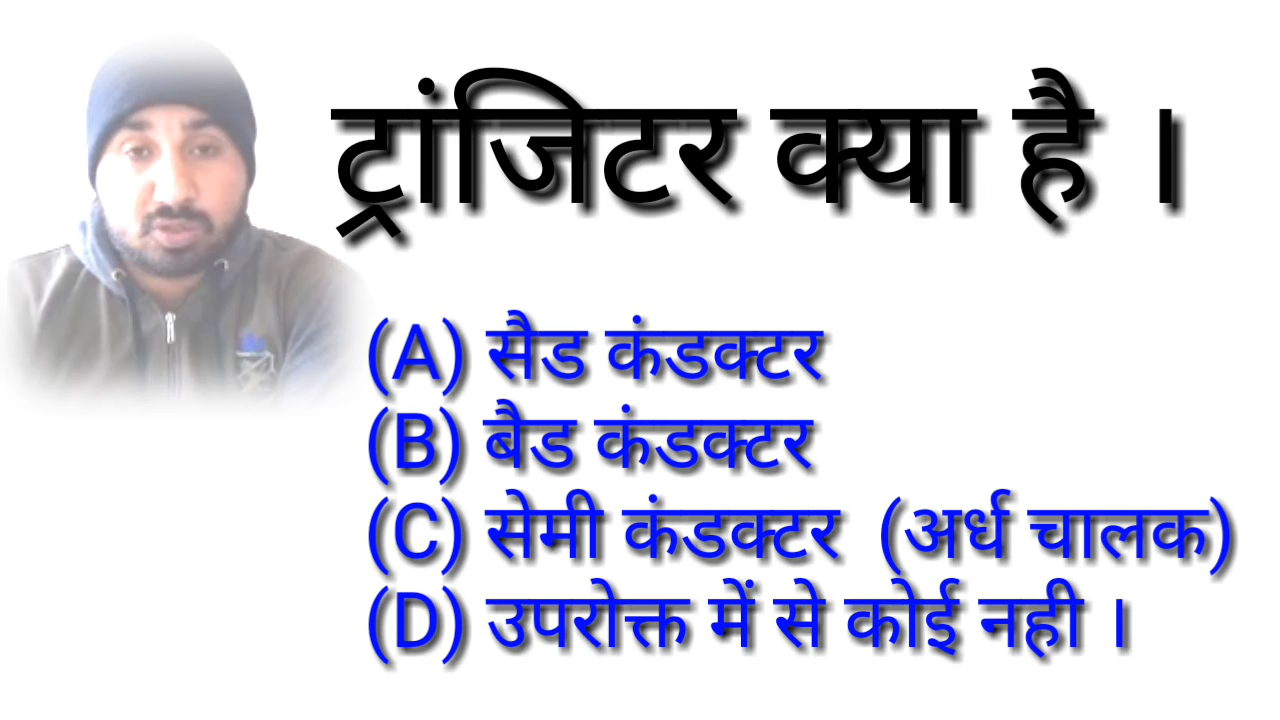 ट्रांजिटर क्या है ।
(A) सैड कंडक्टर
(B) बैड कंडक्टर
(C) सेमी कंडक्टर (अर्ध चालक)
(D) उपरोक्त में से कोई नही ।